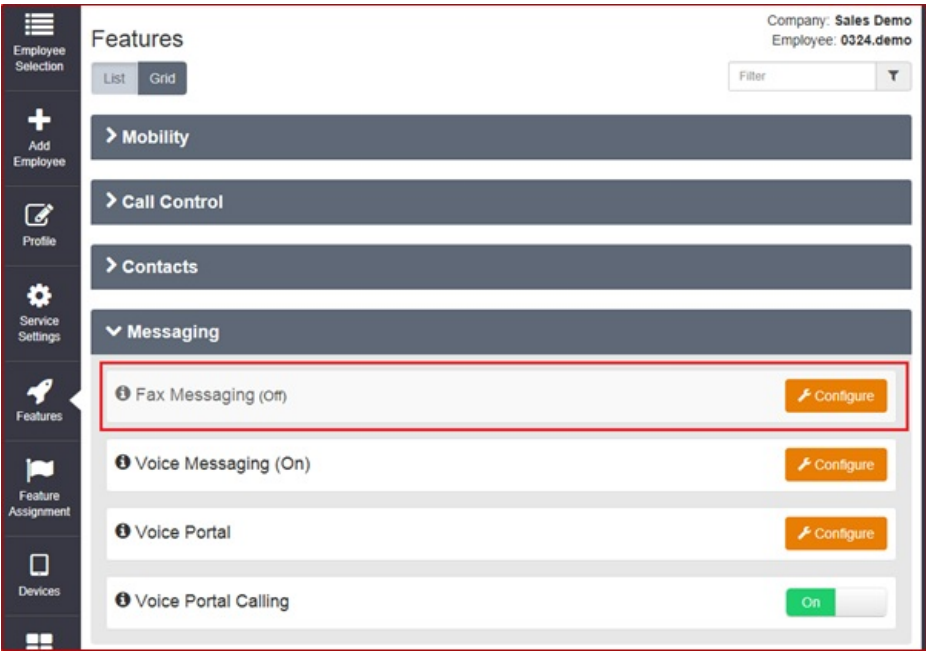 Employee
Selection
Add
Employee
Profile
Service
Settings
Features
Feature
Assignment
Devices
Features
Company: Sales Demo
Employee: 0324.demo
List Grid
Filter
Mobility
Call Control
Contacts
Messaging
Fax Messaging (Off)
Configure
Voice Messaging (On)
Configure
Voice Portal
Configure
Voice Portal Calling
On